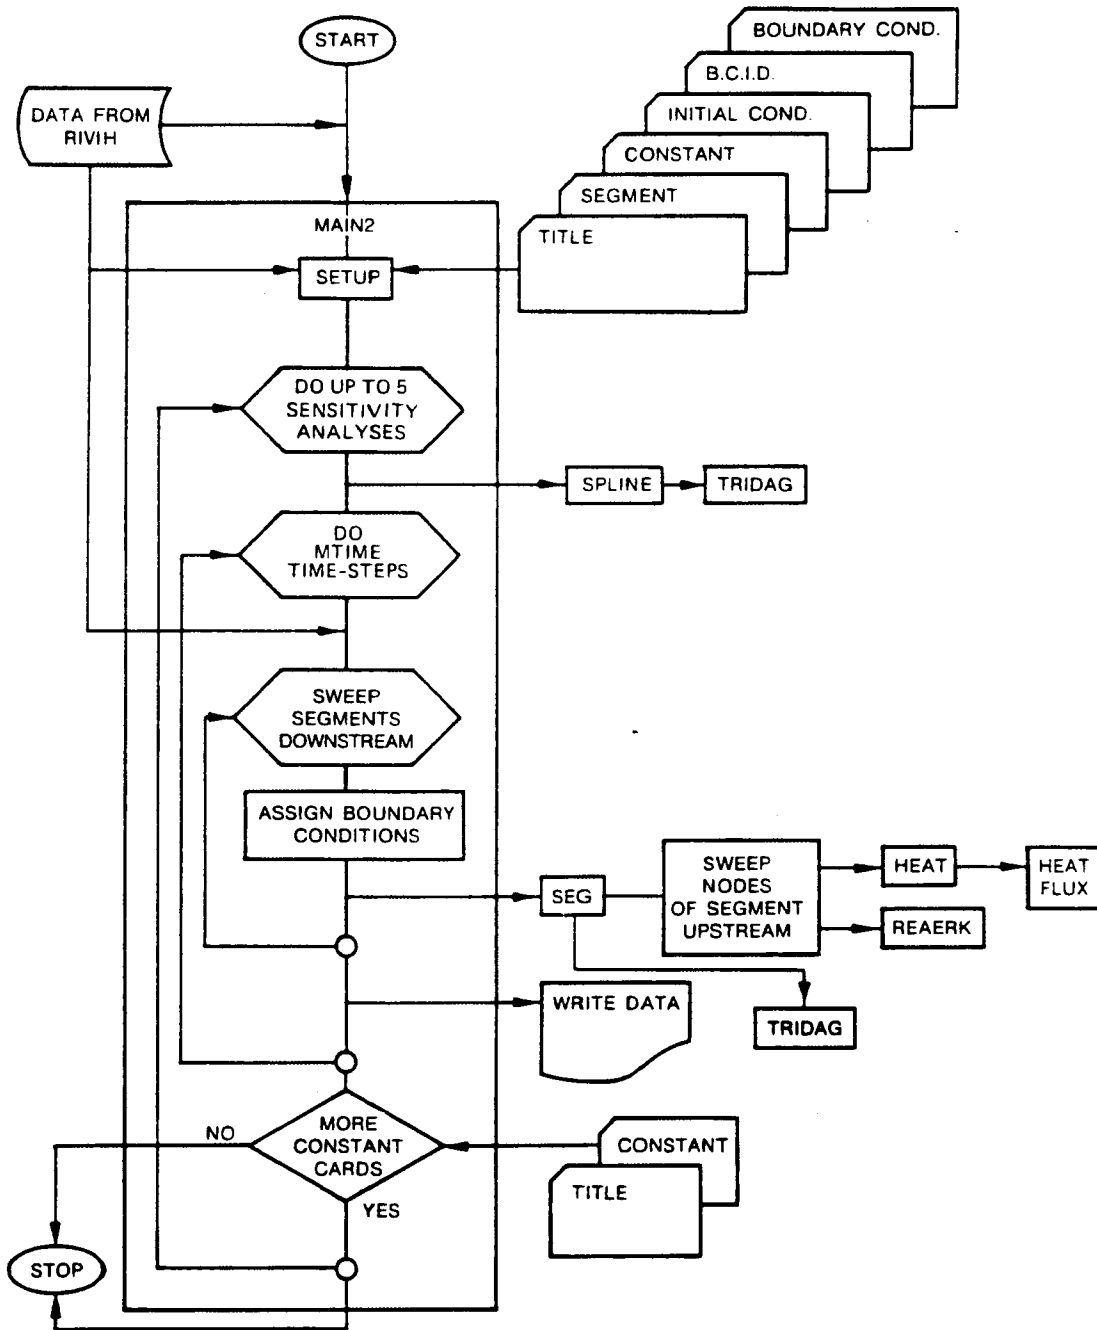 START
BOUNDARY COND.
B.C.I.D.
INITIAL COND.
CONSTANT
SEGMENT
TITLE
DATA FROM
RIVIH
MAIN2
SETUP
DO UP TO 5
SENSITIVITY
ANALYSES
SPLINE
TRIDAG
DO
MTIME
TIME-STEPS
SWEEP
SEGMENTS
DOWNSTREAM
ASSIGN BOUNDARY
CONDITIONS
SEG
SWEEP
NODES
OF SEGMENT
UPSTREAM
HEAT
HEAT
FLUX
REAERK
TRIDAG
WRITE DATA
MORE
CONSTANT
CARDS
NO
YES
CONSTANT
TITLE
STOP